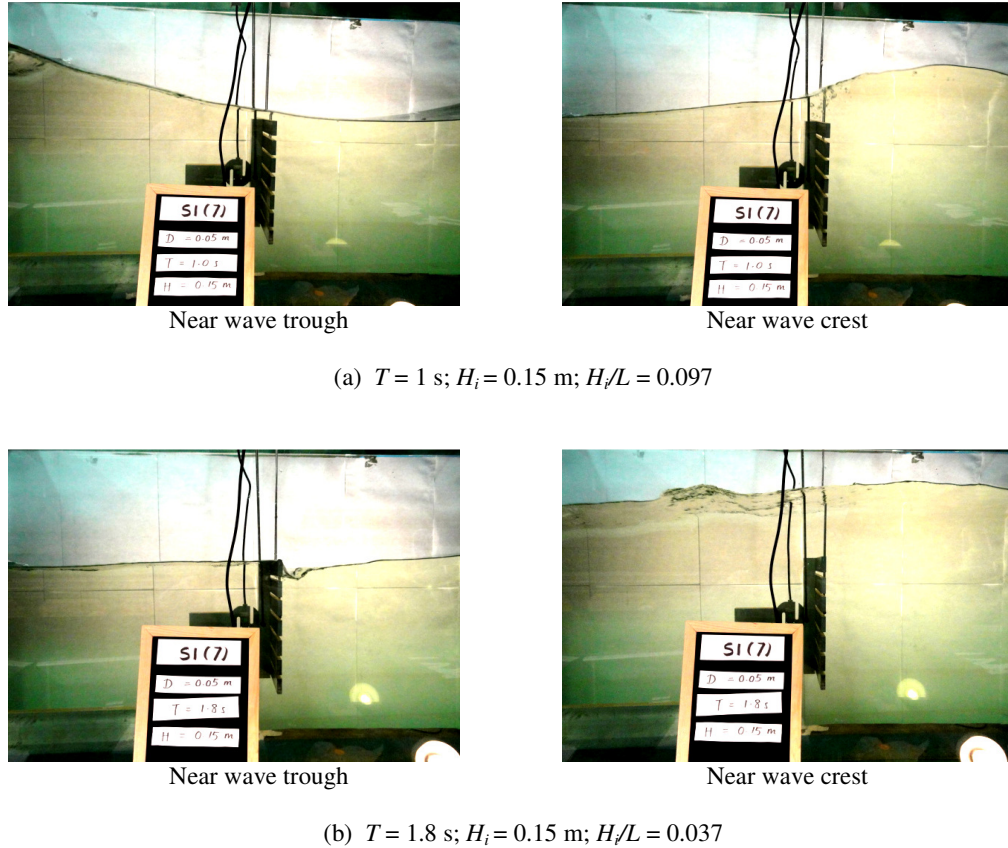 S1(7)
D = 0.05 m
T = 1.0 s
H = 0.15 m
Near wave trough
S1(7)
D = 0.05 m
T = 1.0 s
H = 0.15 m
Near wave crest
(a) T = 1 s; Hi = 0.15 m; Hi/L = 0.097
S1(7)
D = 0.05 m
T = 1.8 s
H = 0.15 m
Near wave trough
S1(7)
D = 0.05 m
T = 1.8 s
H = 0.15 m
Near wave crest
(b) T = 1.8 s; Hi = 0.15 m; Hi/L = 0.037